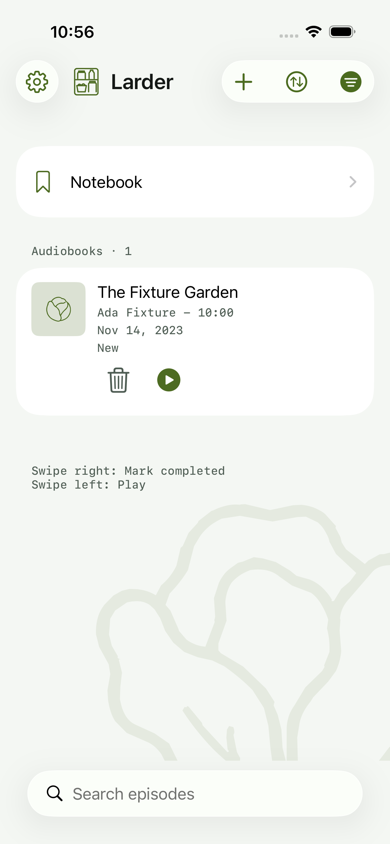 10:56
Larder
Notebook
Audiobooks · 1
The Fixture Garden
Ada Fixture – 10:00
Nov 14, 2023
New
Swipe right: Mark completed
Swipe left: Play
Search episodes